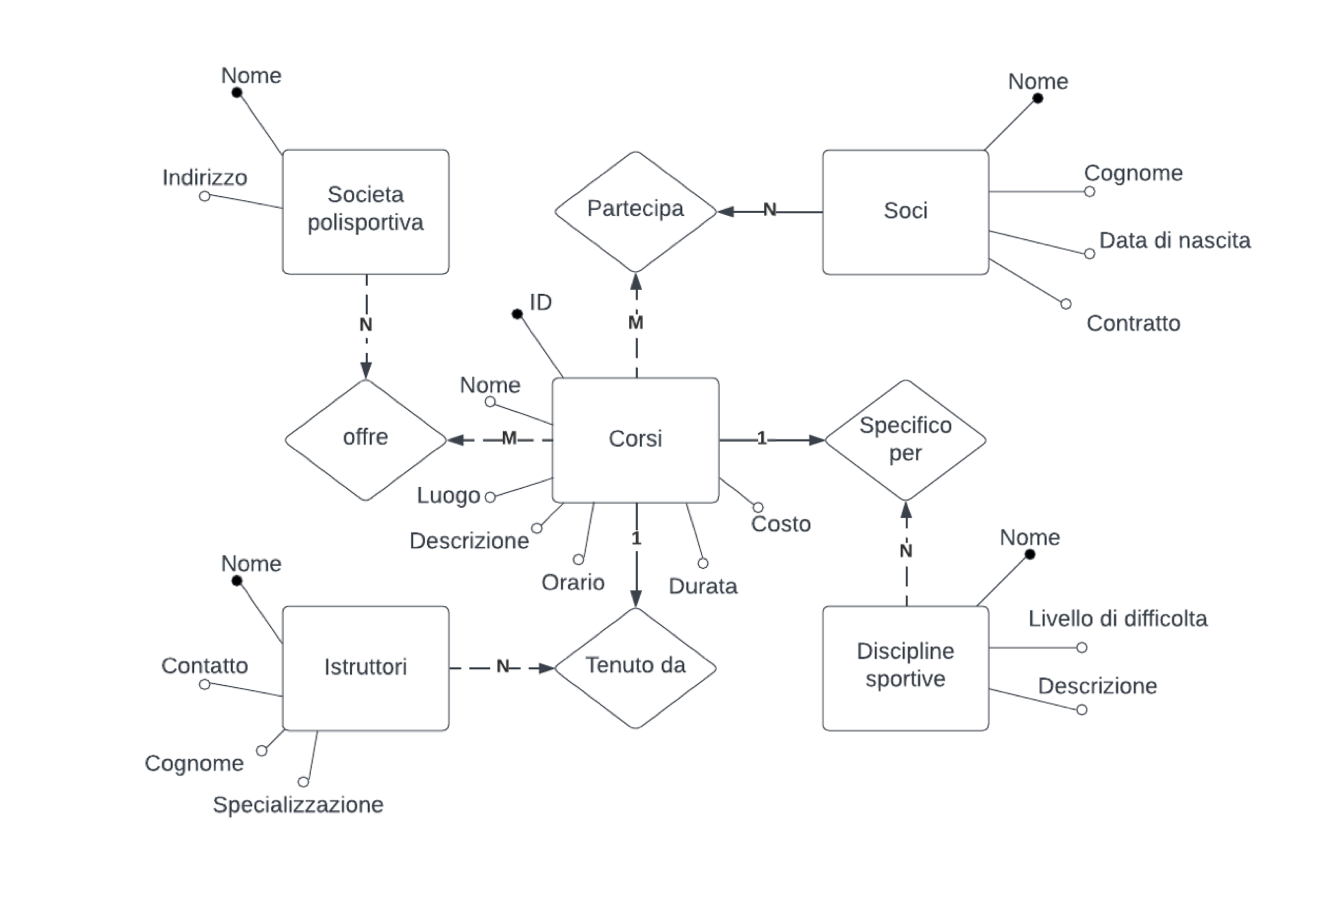 Nome
Indirizzo
Societa
polisportiva
N
offre
Partecipa
N
Soci
Nome
Cognome
Data di nascita
Contratto
M
ID
Nome
M
Corsi
1
Specifico
per
Luogo
Descrizione
Orario
1
Durata
Costo
N
Nome
Contatto
Istruttori
N
Tenuto da
Cognome
Specializzazione
Nome
Livello di difficolta
Discipline
sportive
Descrizione